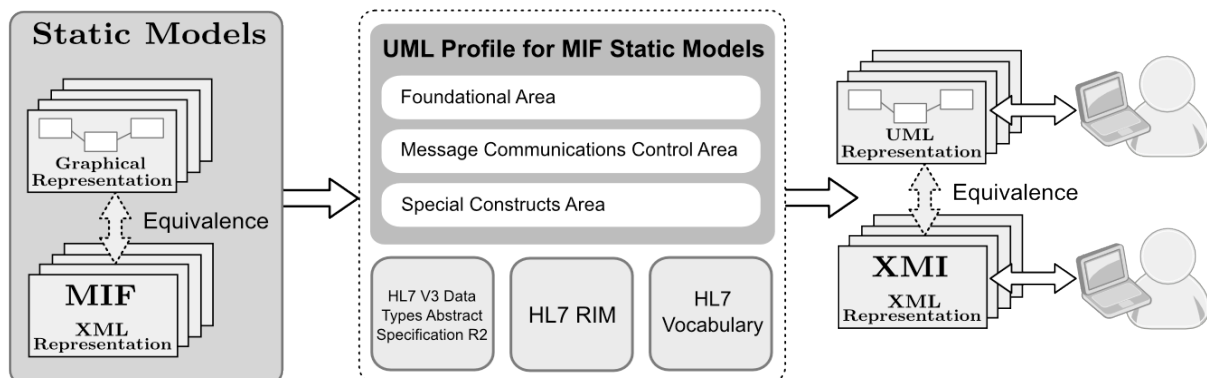 Static Models
Graphical
Representation
Equivalence
MIF
XML
Representation
UML Profile for MIF Static Models
Foundational Area
Message Communications Control Area
Special Constructs Area
HL7 V3 Data
Types Abstract
Specification R2
HL7 RIM
HL7
Vocabulary
UML
Representation
Equivalence
XMI
XML
Representation